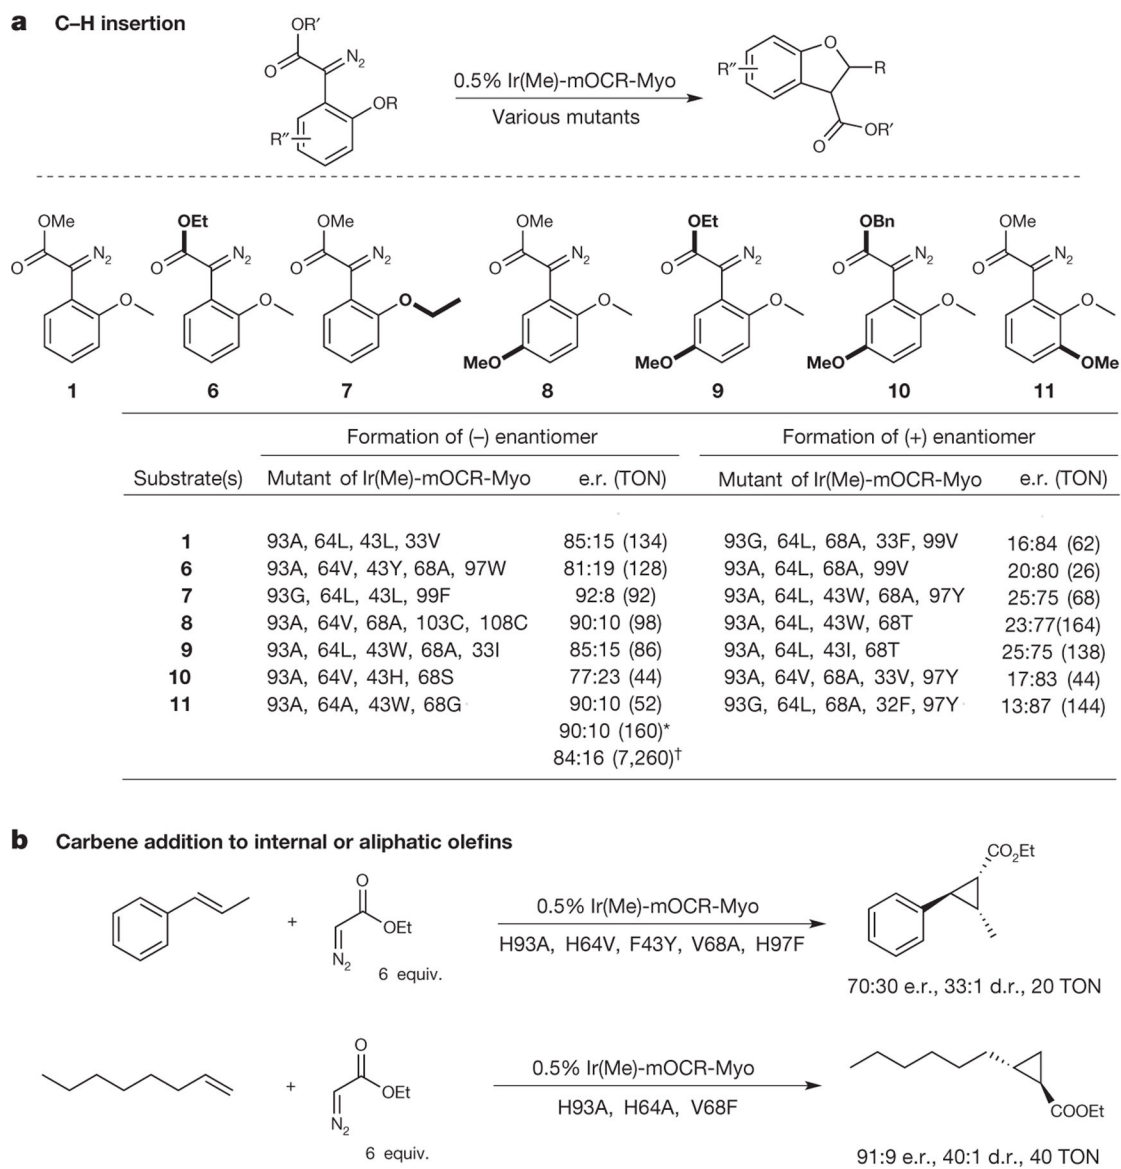 a C–H insertion
OR′
O
N₂
OR
R″
0.5% Ir(Me)-mOCR-Myo
Various mutants
R″
O
R
O
OR′
OMe
O
N₂
O
1
OEt
O
N₂
O
6
OMe
O
N₂
O
7
OMe
O
N₂
O
MeO
8
OEt
O
N₂
O
MeO
9
OBn
O
N₂
O
MeO
10
OMe
O
N₂
O
OMe
11
Formation of (–) enantiomer Formation of (+) enantiomer
Substrate(s) Mutant of Ir(Me)-mOCR-Myo e.r. (TON) Mutant of Ir(Me)-mOCR-Myo e.r. (TON)
1 93A, 64L, 43L, 33V 85:15 (134) 93G, 64L, 68A, 33F, 99V 16:84 (62)
6 93A, 64V, 43Y, 68A, 97W 81:19 (128) 93A, 64L, 68A, 99V 20:80 (26)
7 93G, 64L, 43L, 99F 92:8 (92) 93A, 64L, 43W, 68A, 97Y 25:75 (68)
8 93A, 64V, 68A, 103C, 108C 90:10 (98) 93A, 64L, 43W, 68T 23:77(164)
9 93A, 64L, 43W, 68A, 33I 85:15 (86) 93A, 64L, 43I, 68T 25:75 (138)
10 93A, 64V, 43H, 68S 77:23 (44) 93A, 64V, 68A, 33V, 97Y 17:83 (44)
11 93A, 64A, 43W, 68G 90:10 (52) 93G, 64L, 68A, 32F, 97Y 13:87 (144)
90:10 (160)*
84:16 (7,260)†
b Carbene addition to internal or aliphatic olefins
+
O
OEt
N₂
6 equiv.
0.5% Ir(Me)-mOCR-Myo
H93A, H64V, F43Y, V68A, H97F
CO₂Et
70:30 e.r., 33:1 d.r., 20 TON
+
O
OEt
N₂
6 equiv.
0.5% Ir(Me)-mOCR-Myo
H93A, H64A, V68F
COOEt
91:9 e.r., 40:1 d.r., 40 TON